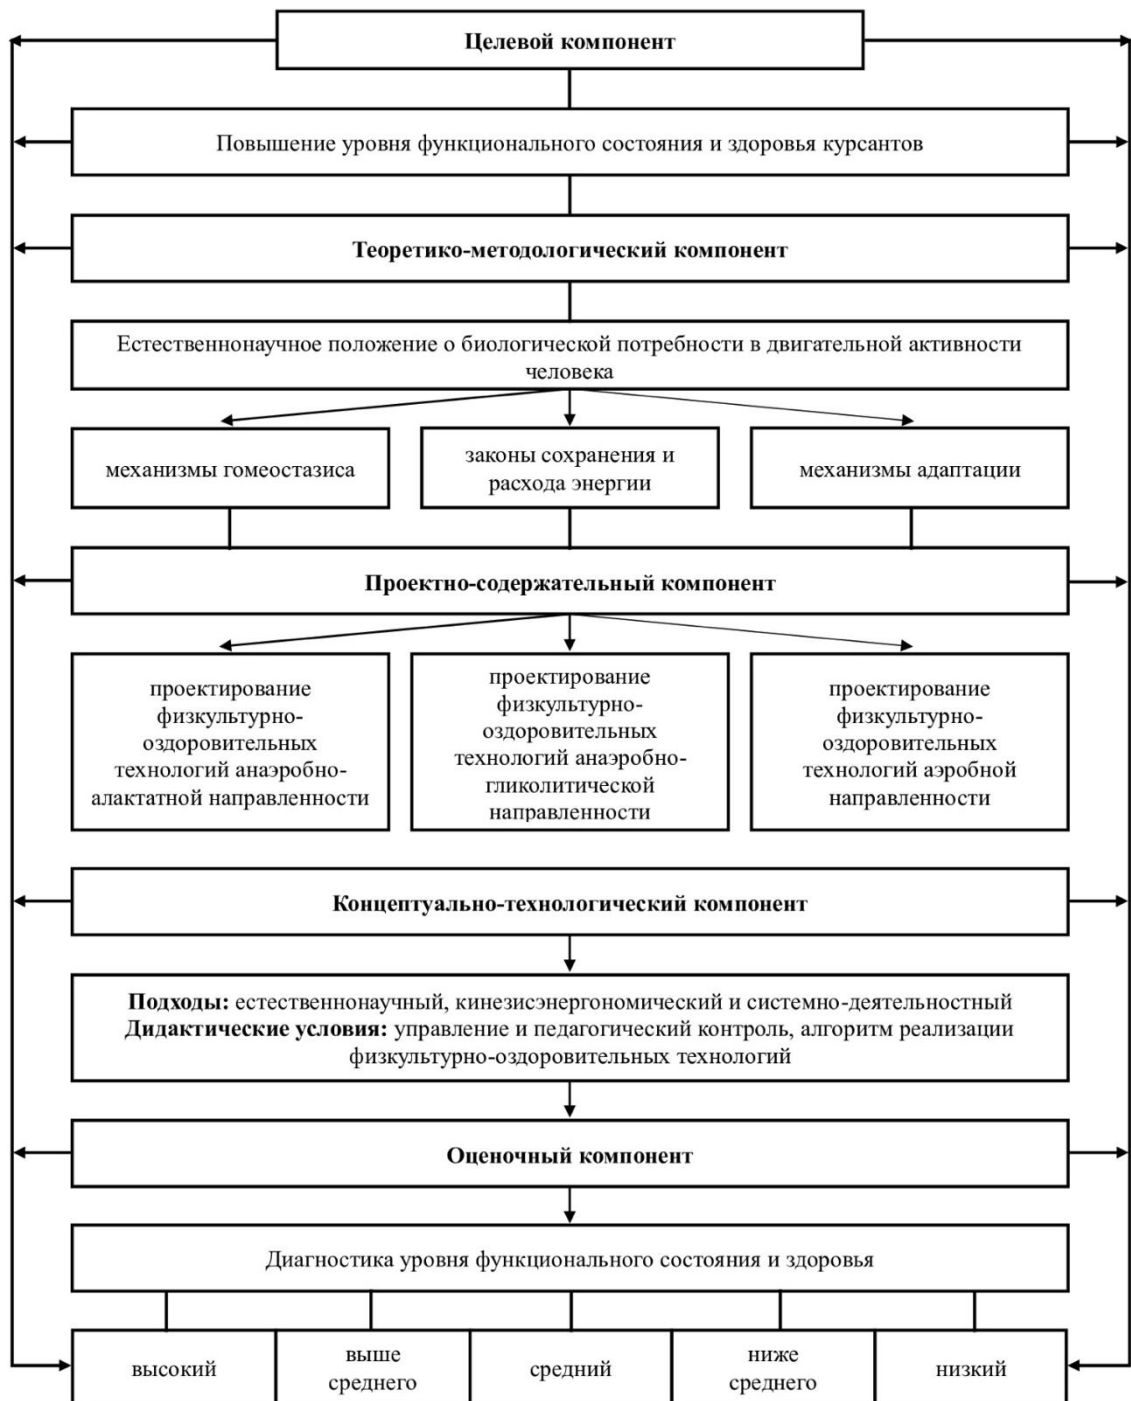 Целевой компонент
Повышение уровня функционального состояния и здоровья курсантов
Теоретико-методологический компонент
Естественнонаучное положение о биологической потребности в двигательной активности
человека
механизмы гомеостазиса
законы сохранения и
расхода энергии
механизмы адаптации
Проектно-содержательный компонент
проектирование
физкультурно-
оздоровительных
технологий анаэробно-
алактатной направленности
проектирование
физкультурно-
оздоровительных
технологий анаэробно-
гликолитической
направленности
проектирование
физкультурно-
оздоровительных
технологий аэробной
направленности
Концептуально-технологический компонент
Подходы: естественнонаучный, кинезисэнергономический и системно-деятельностный
Дидактические условия: управление и педагогический контроль, алгоритм реализации
физкультурно-оздоровительных технологий
Оценочный компонент
Диагностика уровня функционального состояния и здоровья
высокий
выше
среднего
средний
ниже
среднего
низкий